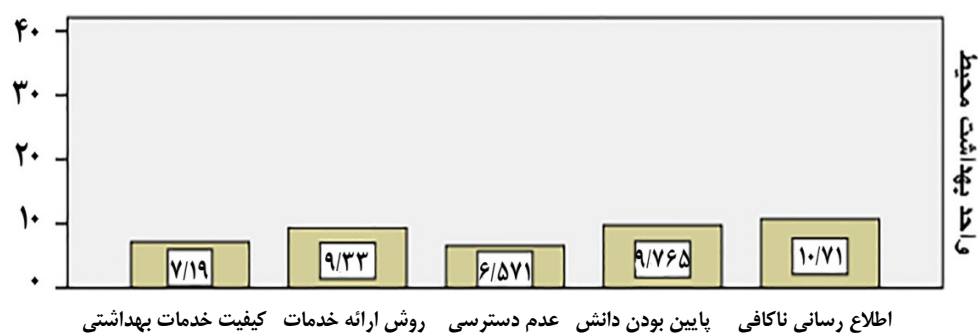 ۴۰
۳۰
۲۰
۱۰
۰
واحد بهداشت محیط
۱۰/۷۱
۹/۷۶۵
۶/۵۷۱
۹/۳۳
۷/۱۹
اطلاع رسانی ناکافی
پایین بودن دانش
عدم دسترسی
روش ارائه خدمات
کیفیت خدمات بهداشتی